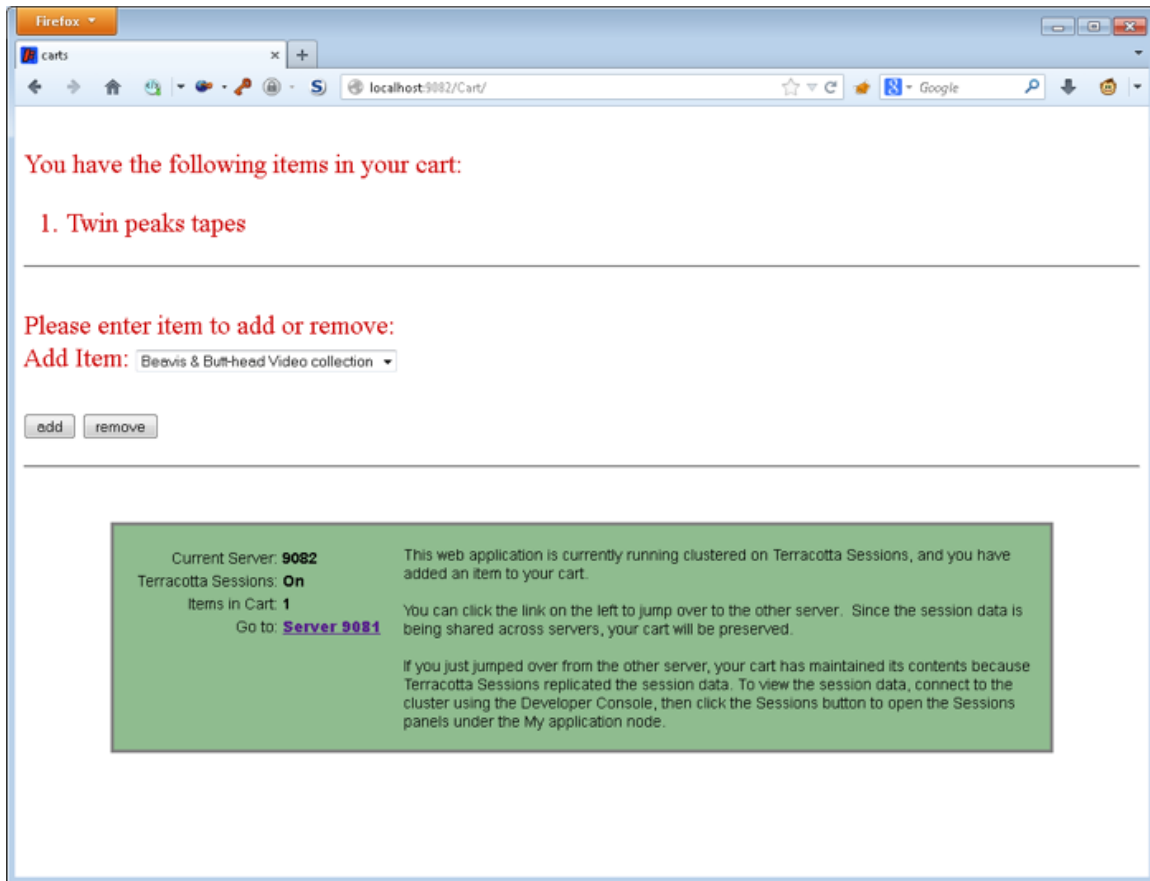 Firefox
carts
localhost:9082/Cart/
Google
You have the following items in your cart:
1. Twin peaks tapes
Please enter item to add or remove:
Add Item: Beavis & Butt-head Video collection
add remove
Current Server: 9082
Terracotta Sessions: On
Items in Cart: 1
Go to: Server 9081
This web application is currently running clustered on Terracotta Sessions, and you have
added an item to your cart.
You can click the link on the left to jump over to the other server. Since the session data is
being shared across servers, your cart will be preserved.
If you just jumped over from the other server, your cart has maintained its contents because
Terracotta Sessions replicated the session data. To view the session data, connect to the
cluster using the Developer Console, then click the Sessions button to open the Sessions
panels under the My application node.